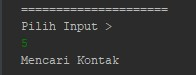 =====================
Pilih Input >
5
Mencari Kontak